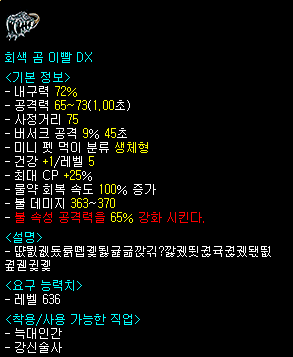 회색 곰 이빨 DX
<기본 정보>
- 내구력 72%
- 공격력 65~73(1,00초)
- 사정거리 75
- 버서크 공격 9% 45초
- 미니 펫 먹이 분류 생체형
- 건강 +1/레벨 5
- 최대 CP +25%
- 물약 회복 속도 100% 증가
- 불 데미지 363~370
- 불 속성 공격력을 65% 강화 시킨다.
<설명>
<요구 능력치>
- 레벨 636
<착용/사용 가능한 직업>
- 늑대인간
- 강신술사